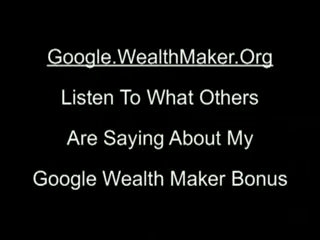 Google.WealthMaker.Org
Listen To What Others
Are Saying About My
Google Wealth Maker Bonus